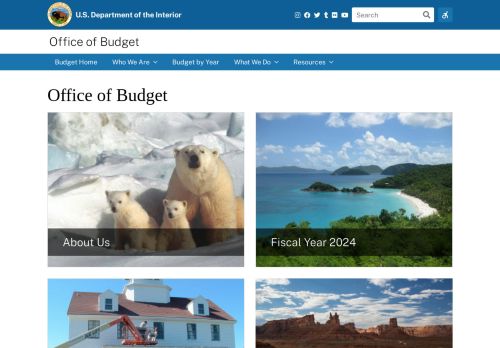 U.S. Department of the Interior
Search
Office of Budget
Budget Home Who We Are Budget by Year What We Do Resources
Office of Budget
About Us
Fiscal Year 2024